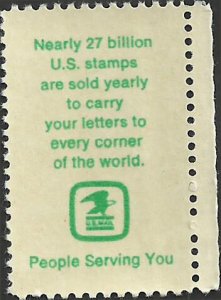 Nearly 27 billion
U.S. stamps
are sold yearly
to carry
your letters to
every corner
of the world.
U.S. MAIL
People Serving You